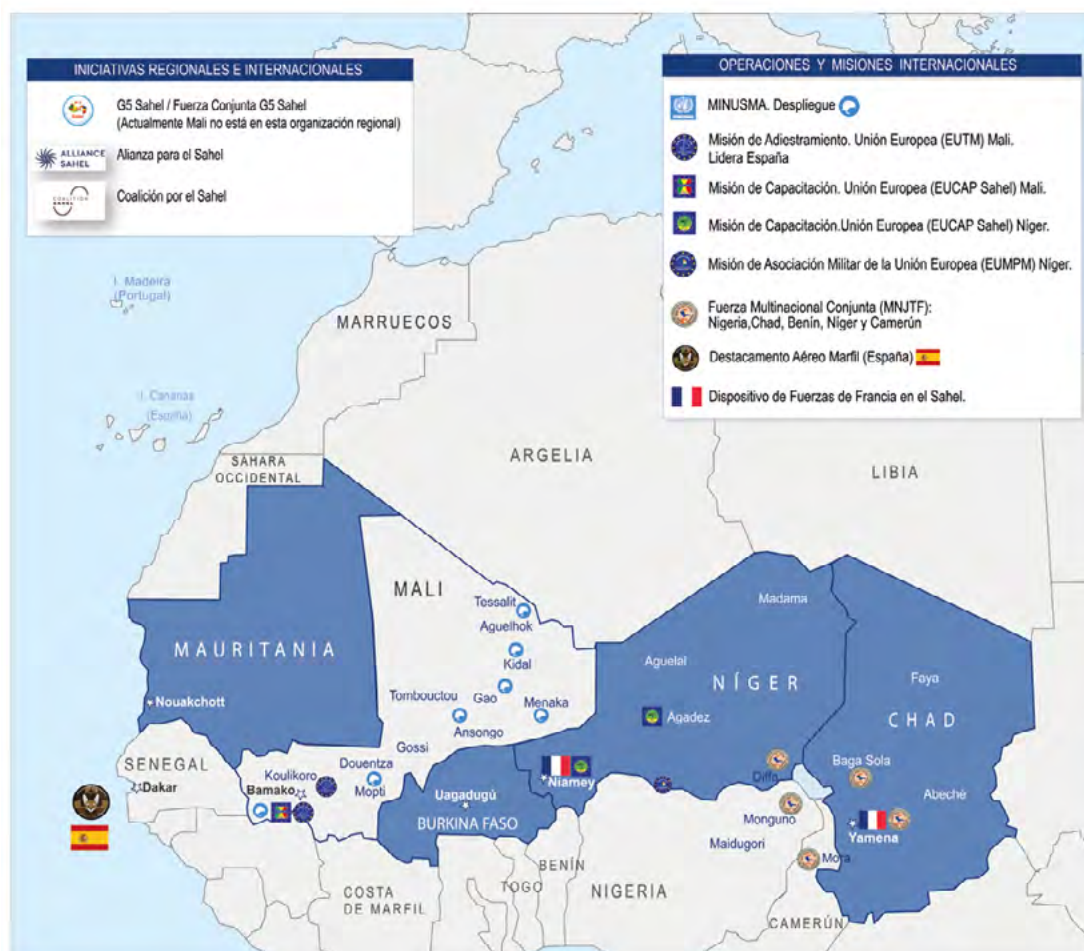 INICIATIVAS REGIONALES E INTERNACIONALES
G5 Sahel / Fuerza Conjunta G5 Sahel
(Actualmente Mali no está en esta organización regional)
ALLIANCE
SAHEL
Alianza para el Sahel
COALITION
Coalición por el Sahel
OPERACIONES Y MISIONES INTERNACIONALES
MINUSMA. Despliegue
Misión de Adiestramiento. Unión Europea (EUTM) Mali.
Lidera España
Misión de Capacitación. Unión Europea (EUCAP Sahel) Mali.
Misión de Capacitación.Unión Europea (EUCAP Sahel) Níger.
Misión de Asociación Militar de la Unión Europea (EUMPM) Níger.
Fuerza Multinacional Conjunta (MNJTF):
Nigeria,Chad, Benín, Níger y Camerún
Destacamento Aéreo Marfil (España)
Dispositivo de Fuerzas de Francia en el Sahel.
I. Madeira
(Portugal)
MARRUECOS
I. Canarias
(España)
ARGELIA
LIBIA
SAHARA
OCCIDENTAL
MALI
Tessalit
Aguelhok
Kidal
Madama
MAURITANIA
Aguelal
NÍGER
Faya
Nouakchott
Tombouctou
Gao
Menaka
Agadez
CHAD
Ansongo
Gossi
SENEGAL
Dakar
Koulikoro
Bamako
Douentza
Mopti
Niamey
Diffa
Baga Sola
Uagadugú
BURKINA FASO
Abeché
Monguno
Yamena
Maidugori
Mora
BENÍN
TOGO
NIGERIA
COSTA
DE MARFIL
CAMERÚN